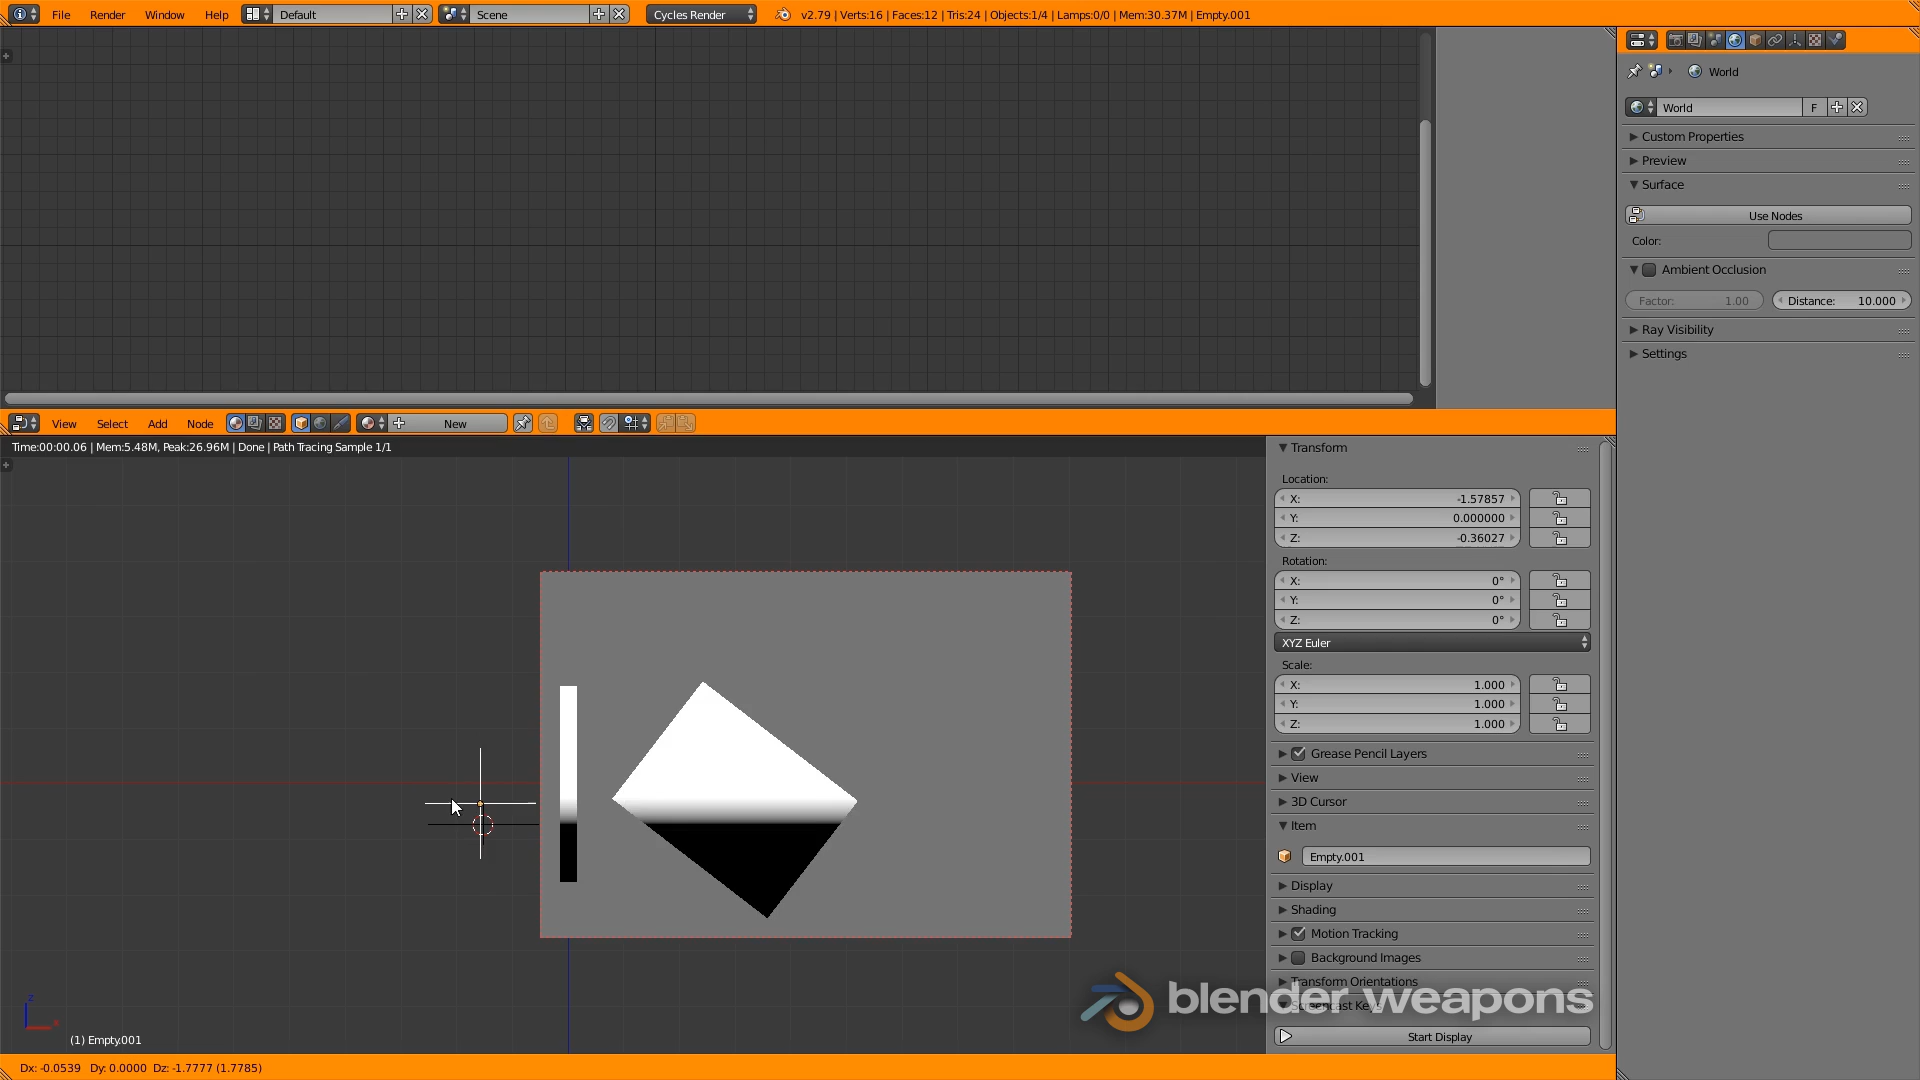 File Render Window Help Default Scene Cycles Render v2.79 | Verts:16 | Faces:12 | Tris:24 | Objects:1/4 | Lamps:0/0 | Mem:30.37M | Empty.001
World
World F
Custom Properties
Preview
Surface
Use Nodes
Color:
Ambient Occlusion
Factor: 1.00 Distance: 10.000
Ray Visibility
Settings
View Select Add Node New
Time:00:00.06 | Mem:5.48M, Peak:26.96M | Done | Path Tracing Sample 1/1
Transform
Location:
X: -1.57857
Y: 0.000000
Z: -0.36027
Rotation:
X: 0°
Y: 0°
Z: 0°
XYZ Euler
Scale:
X: 1.000
Y: 1.000
Z: 1.000
Grease Pencil Layers
View
3D Cursor
Item
Empty.001
Display
Shading
Motion Tracking
Background Images
Transform Orientations
Screencast Keys
blender weapons
Start Display
z
x
(1) Empty.001
Dx: -0.0539 Dy: 0.0000 Dz: -1.7777 (1.7785)